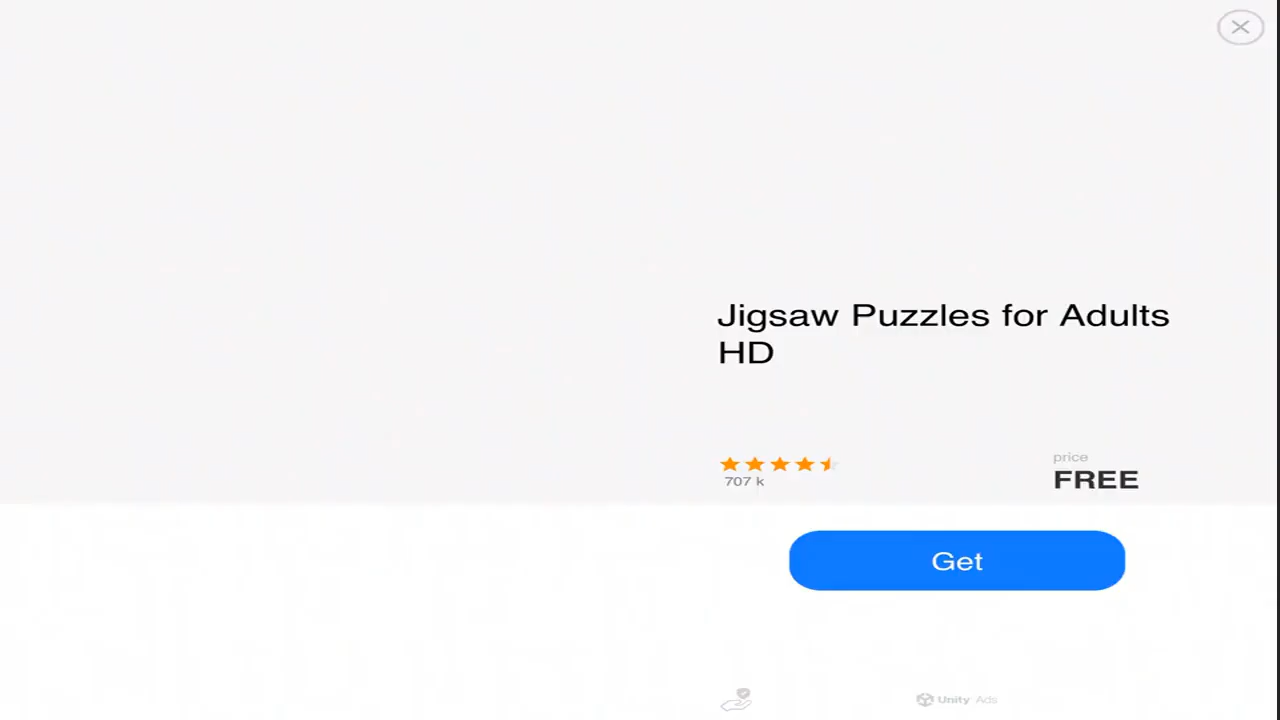 Jigsaw Puzzles for Adults
HD
707 k
price
FREE
Get
Unity Ads